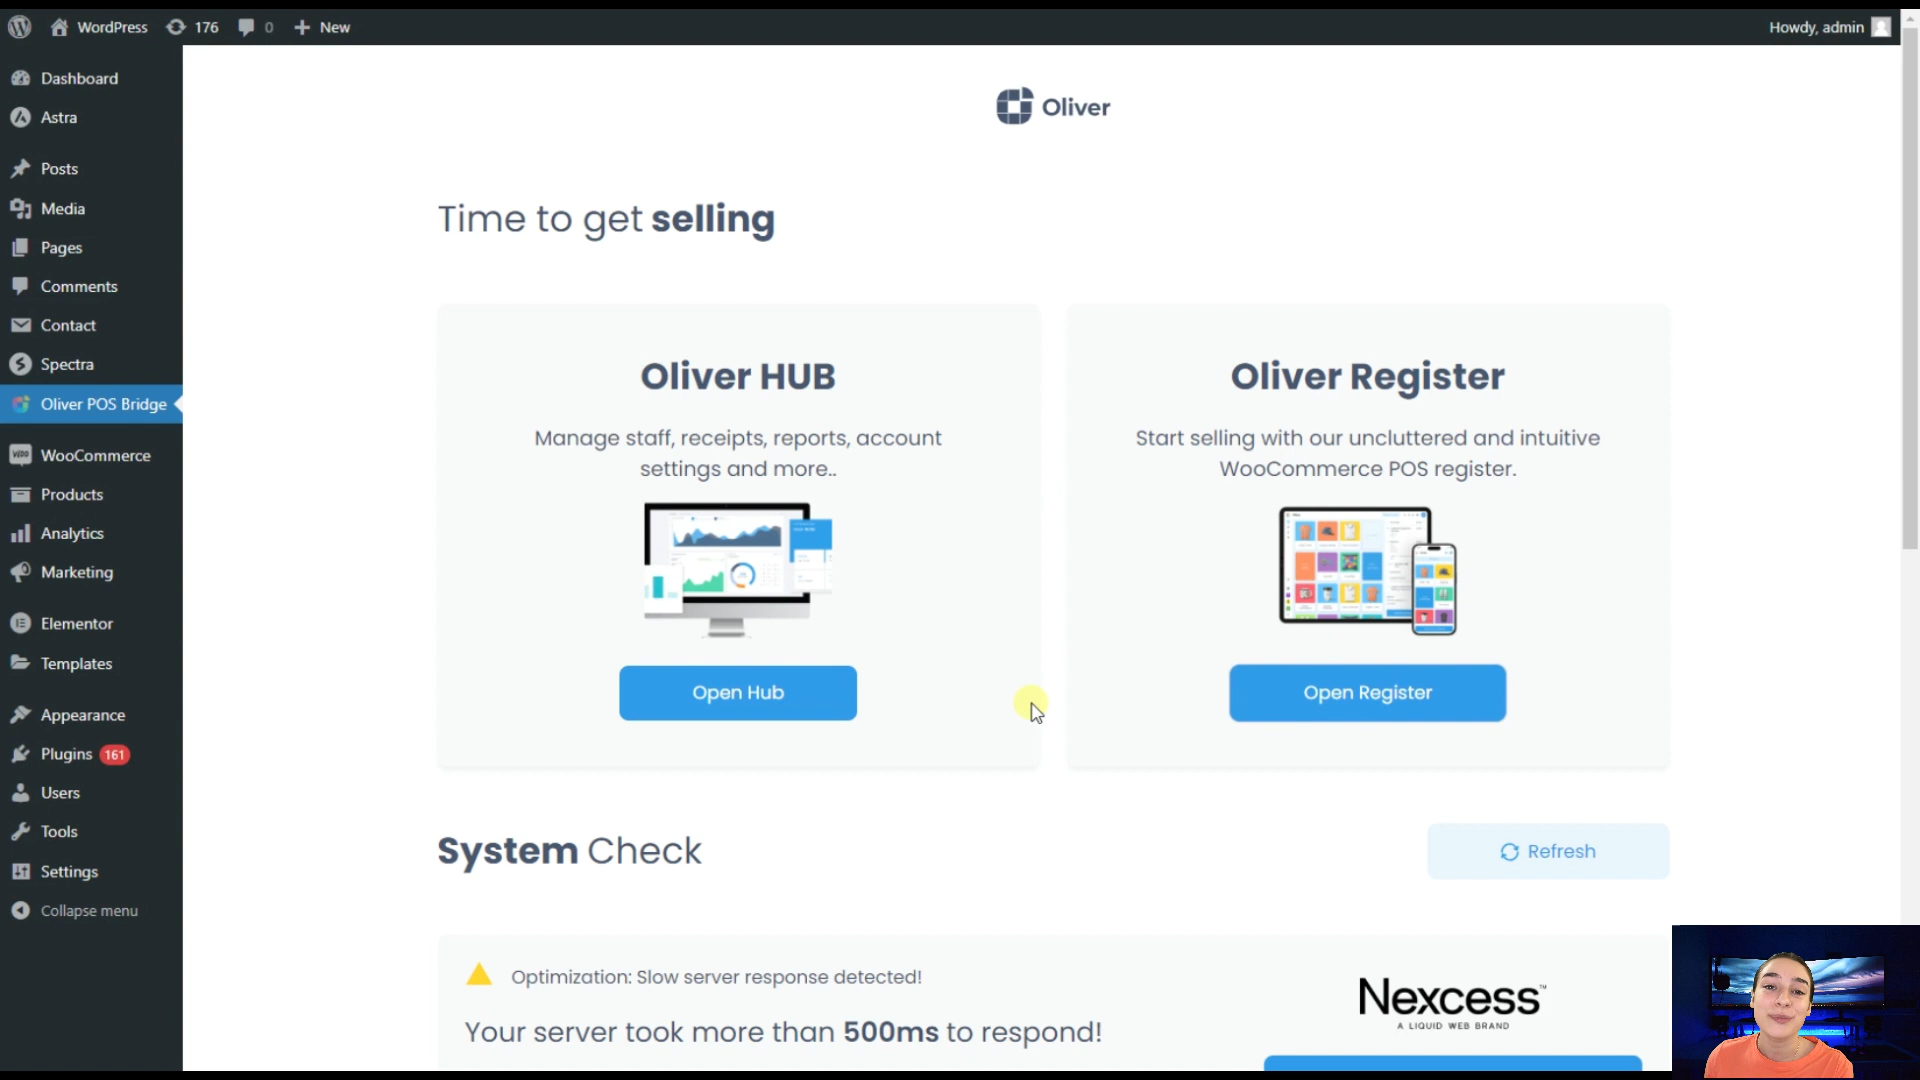 WordPress 176 0 New
Howdy, admin
Dashboard
Astra
Posts
Media
Pages
Comments
Contact
Spectra
Oliver POS Bridge
WooCommerce
Products
Analytics
Marketing
Elementor
Templates
Appearance
Plugins 161
Users
Tools
Settings
Collapse menu
Oliver
Time to get selling
Oliver HUB
Manage staff, receipts, reports, account
settings and more..
Open Hub
Oliver Register
Start selling with our uncluttered and intuitive
WooCommerce POS register.
Open Register
System Check
Refresh
Optimization: Slow server response detected!
Your server took more than 500ms to respond!
Nexcess™
A LIQUID WEB BRAND